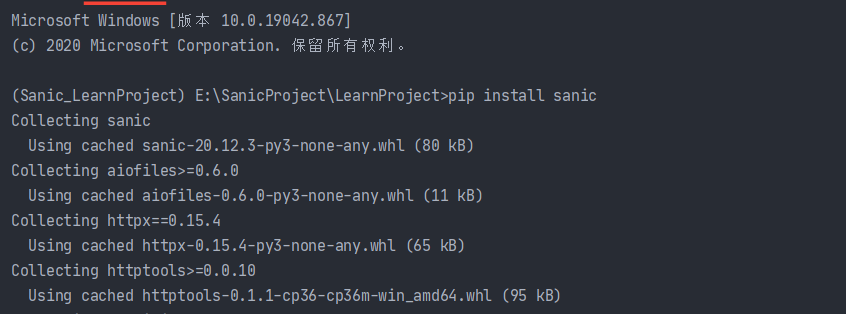 Microsoft Windows [版本 10.0.19042.867]
(c) 2020 Microsoft Corporation. 保留所有权利。
(Sanic_LearnProject) E:\SanicProject\LearnProject>pip install sanic
Collecting sanic
  Using cached sanic-20.12.3-py3-none-any.whl (80 kB)
Collecting aiofiles>=0.6.0
  Using cached aiofiles-0.6.0-py3-none-any.whl (11 kB)
Collecting httpx==0.15.4
  Using cached httpx-0.15.4-py3-none-any.whl (65 kB)
Collecting httptools>=0.0.10
  Using cached httptools-0.1.1-cp36-cp36m-win_amd64.whl (95 kB)